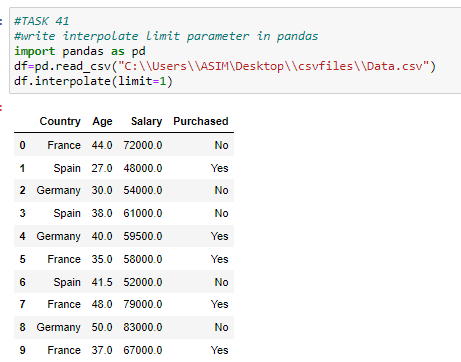 #TASK 41
#write interpolate limit parameter in pandas
import pandas as pd
df=pd.read_csv("C:\\Users\\ASIM\Desktop\\csvfiles\\Data.csv")
df.interpolate(limit=1)
Country Age Salary Purchased
0 France 44.0 72000.0 No
1 Spain 27.0 48000.0 Yes
2 Germany 30.0 54000.0 No
3 Spain 38.0 61000.0 No
4 Germany 40.0 59500.0 Yes
5 France 35.0 58000.0 Yes
6 Spain 41.5 52000.0 No
7 France 48.0 79000.0 Yes
8 Germany 50.0 83000.0 No
9 France 37.0 67000.0 Yes